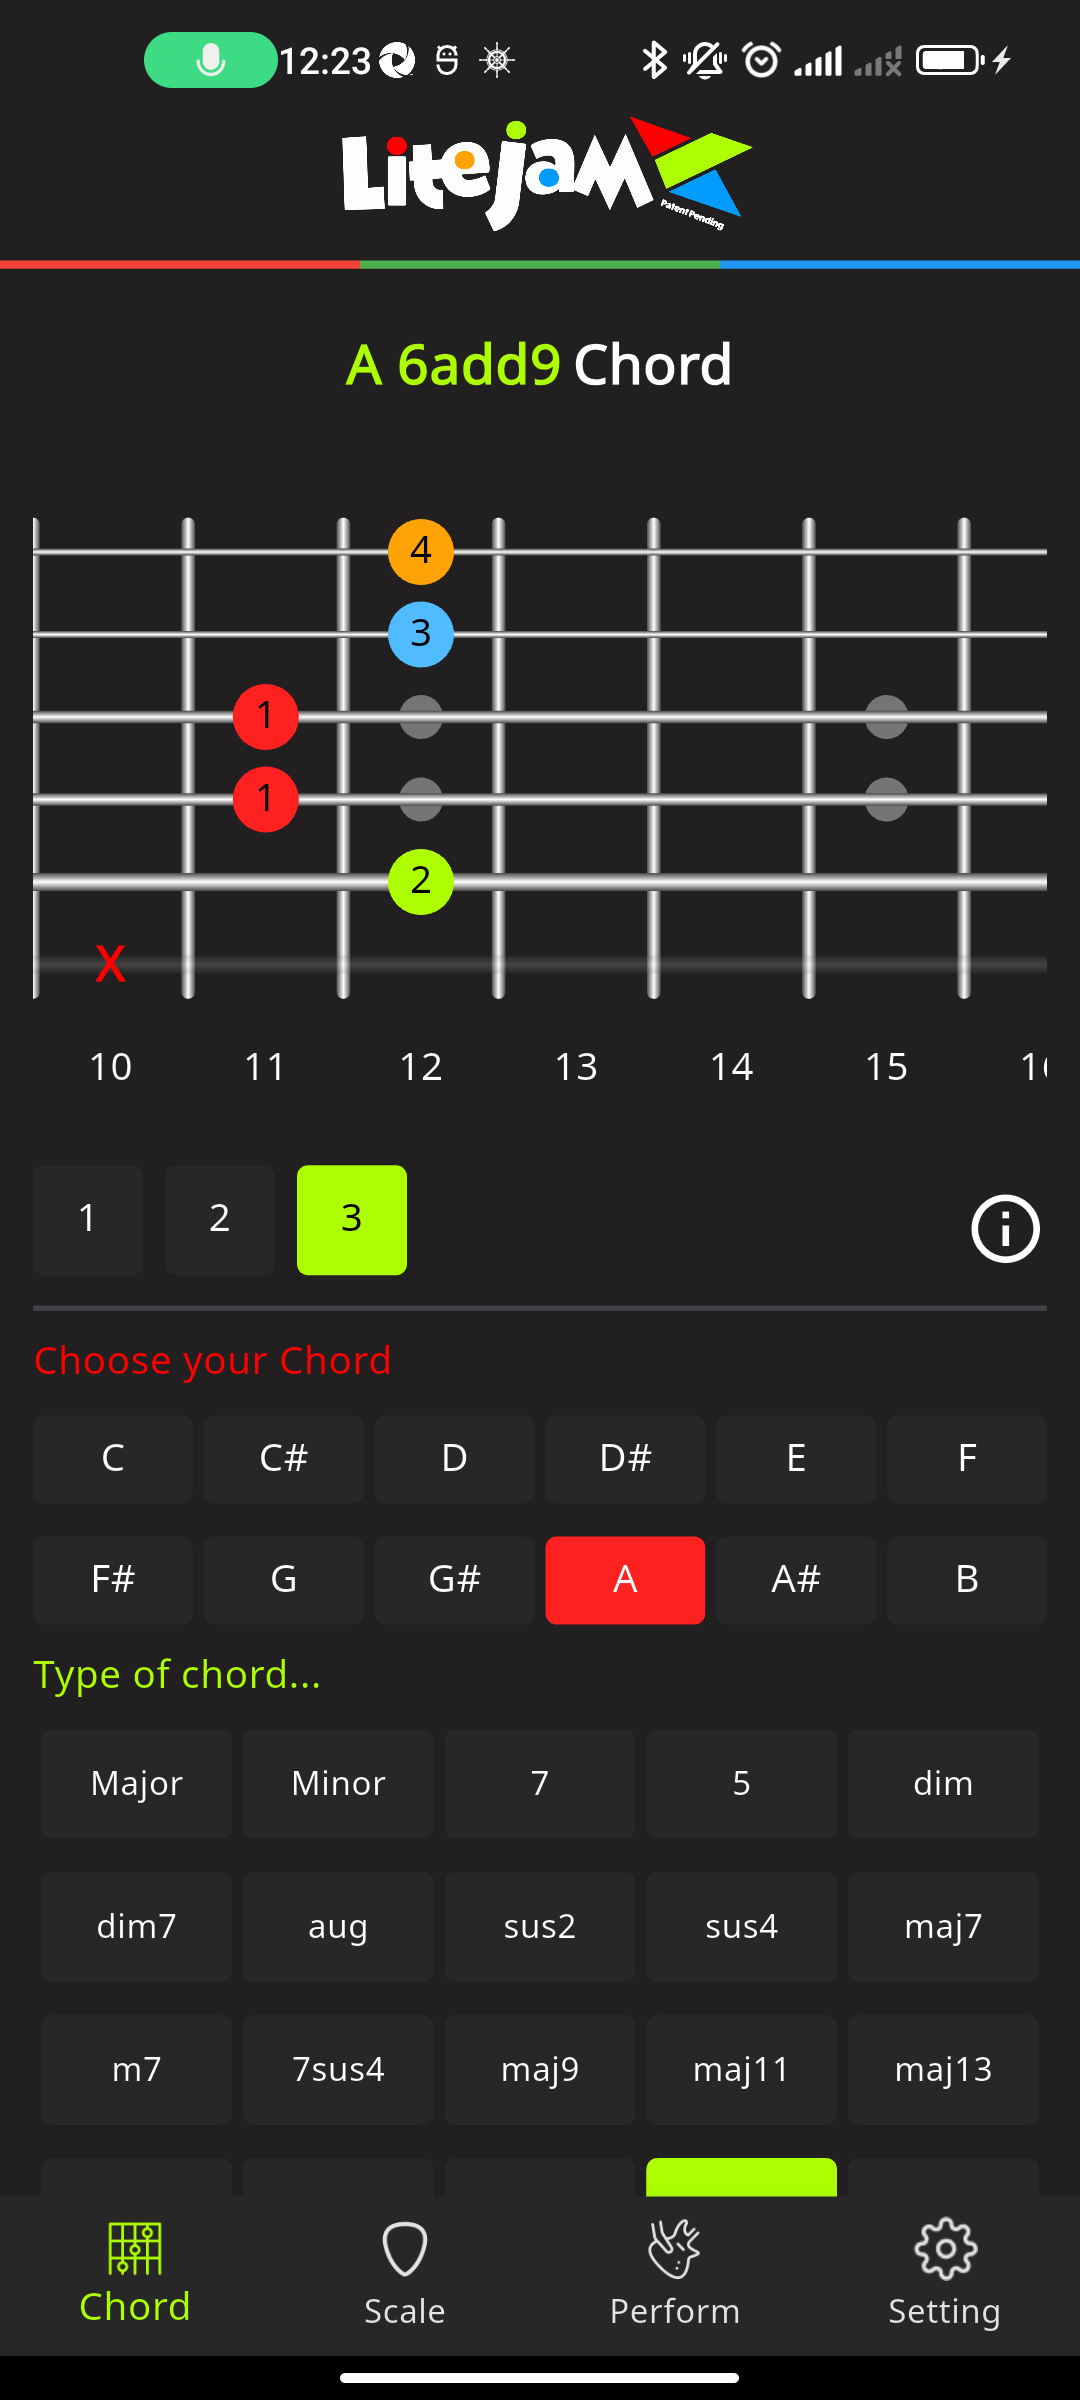 12:23
Litejam
Patent Pending
A 6add9 Chord
4
3
1
1
2
X
10 11 12 13 14 15
1 2 3
Choose your Chord
C C# D D# E F
F# G G# A A# B
Type of chord...
Major Minor 7 5 dim
dim7 aug sus2 sus4 maj7
m7 7sus4 maj9 maj11 maj13
Chord Scale Perform Setting